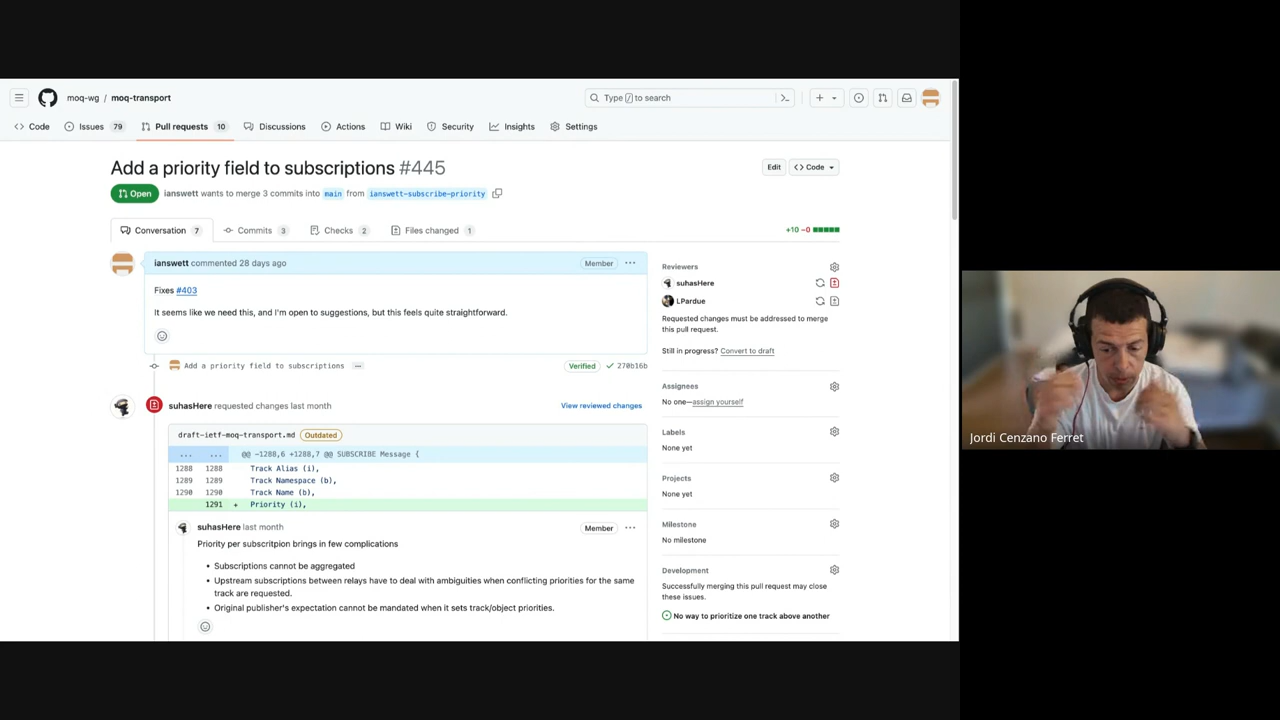 moq-wg / moq-transport
Type / to search
Code
Issues 79
Pull requests 10
Discussions
Actions
Wiki
Security
Insights
Settings
Add a priority field to subscriptions #445
Edit
<> Code
Open
ianswett wants to merge 3 commits into main from ianswett-subscribe-priority
Conversation 7
Commits 3
Checks 2
Files changed 1
+10 −0
ianswett commented 28 days ago
Member
Fixes #403
It seems like we need this, and I'm open to suggestions, but this feels quite straightforward.
Add a priority field to subscriptions
Verified
270b16b
suhasHere requested changes last month
View reviewed changes
draft-ietf-moq-transport.md Outdated
... ... @@ -1288,6 +1288,7 @@ SUBSCRIBE Message {
1288 1288 Track Alias (i),
1289 1289 Track Namespace (b),
1290 1290 Track Name (b),
1291 + Priority (i),
suhasHere last month
Member
Priority per subscritpion brings in few complications
• Subscriptions cannot be aggregated
• Upstream subscriptions between relays have to deal with ambiguities when conflicting priorities for the same
track are requested.
• Original publisher's expectation cannot be mandated when it sets track/object priorities.
Reviewers
suhasHere
LPardue
Requested changes must be addressed to merge
this pull request.
Still in progress? Convert to draft
Assignees
No one—assign yourself
Labels
None yet
Projects
None yet
Milestone
No milestone
Development
Successfully merging this pull request may close
these issues.
No way to prioritize one track above another
Jordi Cenzano Ferret